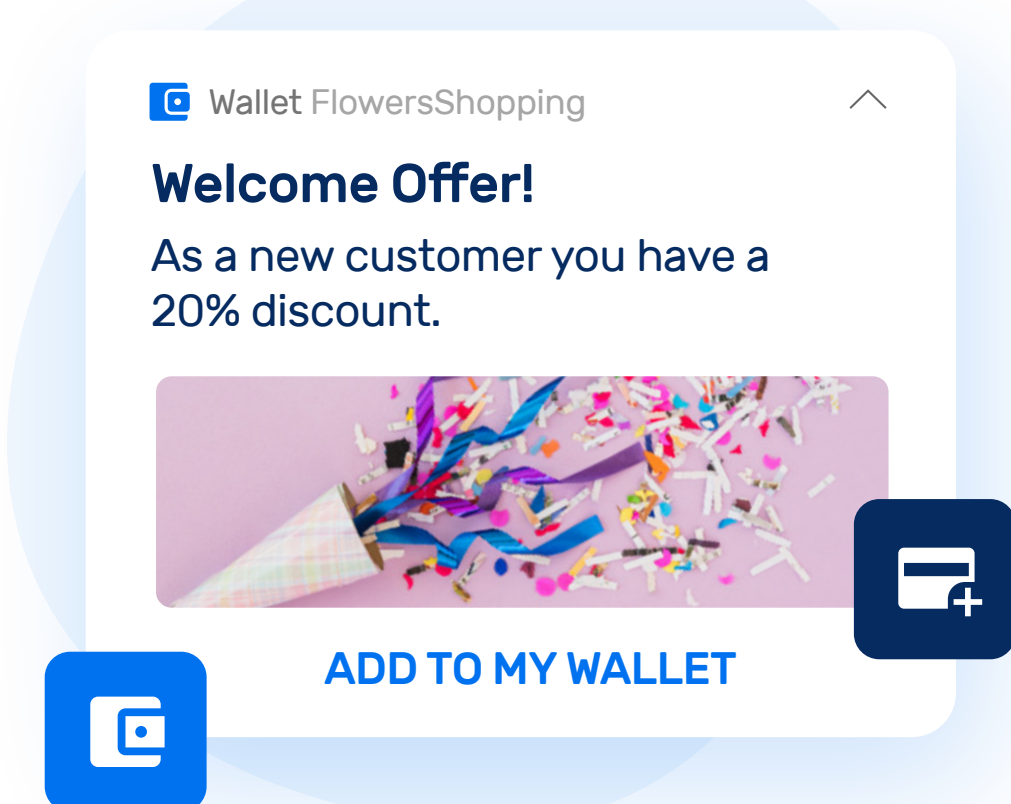 Wallet FlowersShopping
Welcome Offer!
As a new customer you have a
20% discount.
ADD TO MY WALLET